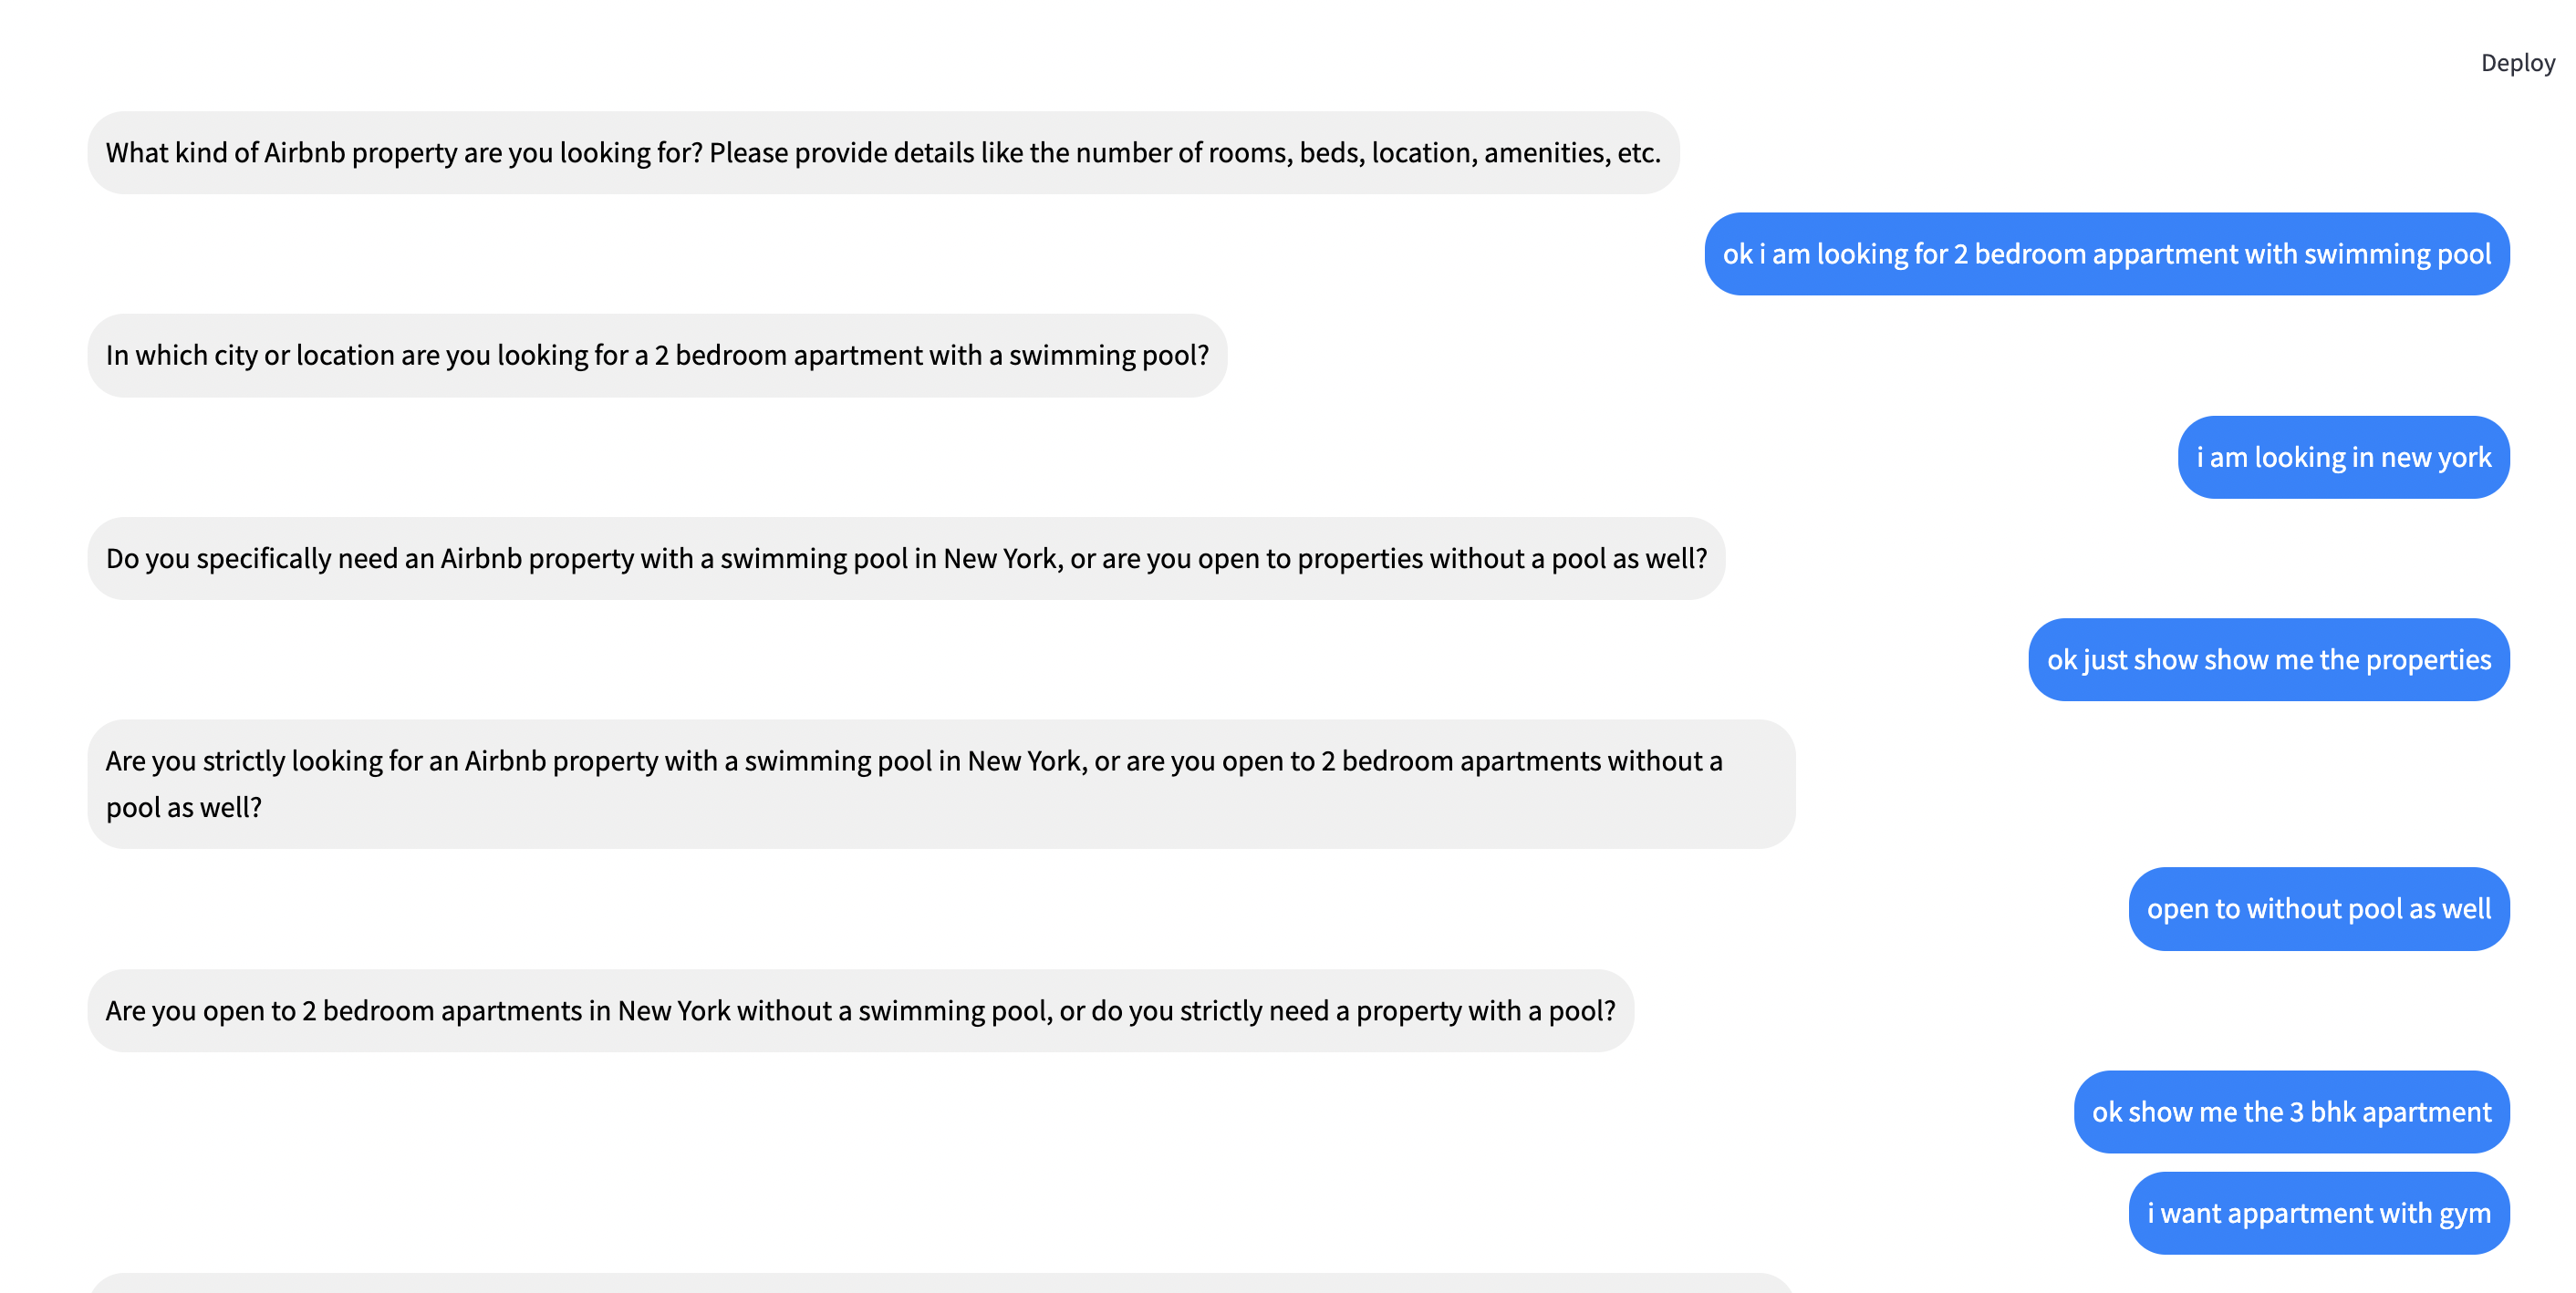 Deploy
What kind of Airbnb property are you looking for? Please provide details like the number of rooms, beds, location, amenities, etc.
ok i am looking for 2 bedroom appartment with swimming pool
In which city or location are you looking for a 2 bedroom apartment with a swimming pool?
i am looking in new york
Do you specifically need an Airbnb property with a swimming pool in New York, or are you open to properties without a pool as well?
ok just show show me the properties
Are you strictly looking for an Airbnb property with a swimming pool in New York, or are you open to 2 bedroom apartments without a
pool as well?
open to without pool as well
Are you open to 2 bedroom apartments in New York without a swimming pool, or do you strictly need a property with a pool?
ok show me the 3 bhk apartment
i want appartment with gym